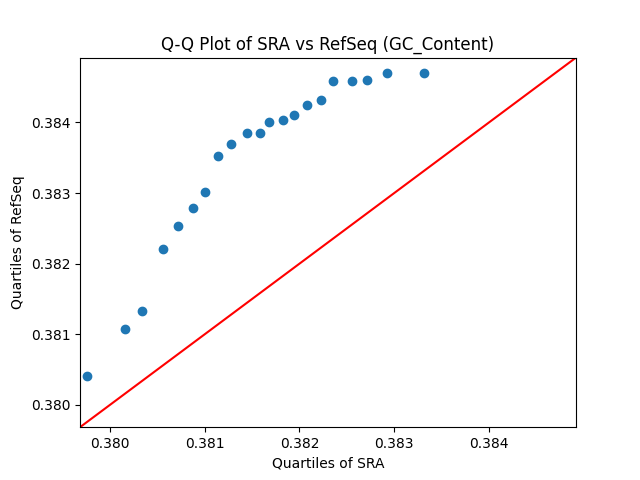 Q-Q Plot of SRA vs RefSeq (GC_Content)
Quartiles of RefSeq
0.384
0.383
0.382
0.381
0.380
0.380 0.381 0.382 0.383 0.384
Quartiles of SRA